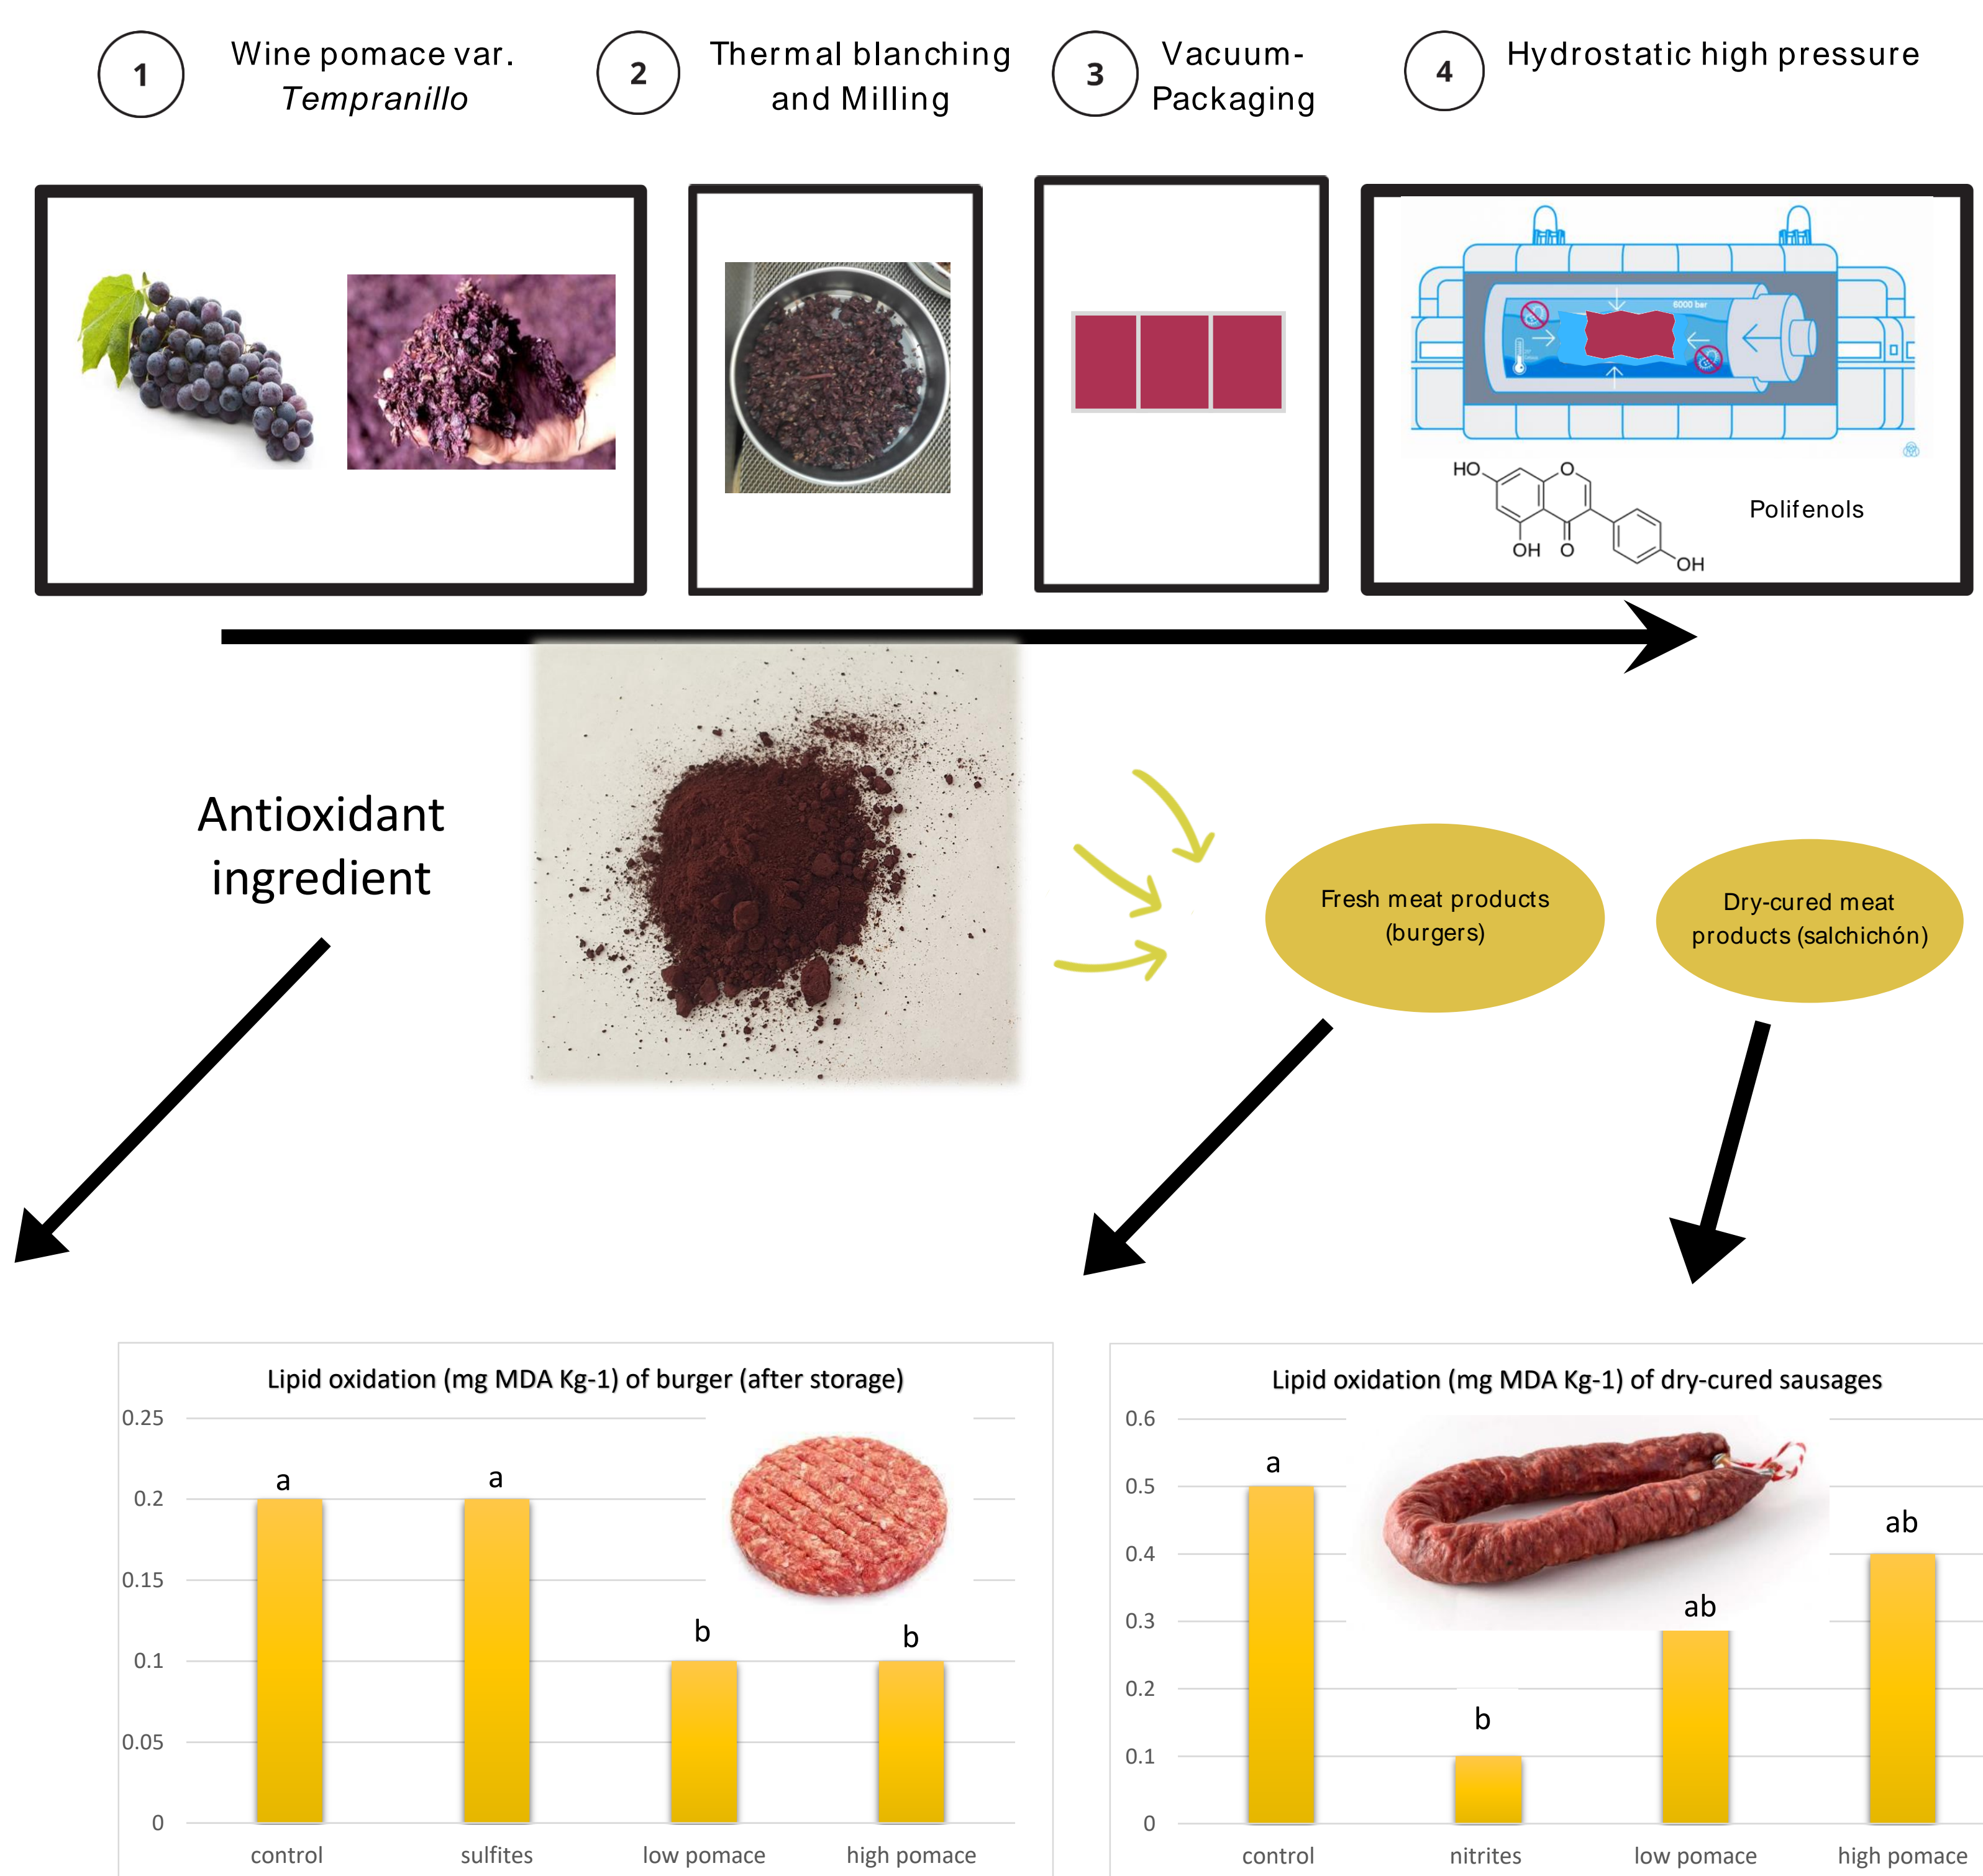 1
Wine pomace var.
Tempranillo
2
Thermal blanching
and Milling
3
Vacuum-
Packaging
4
Hydrostatic high pressure
6000 bar
HO
O
OH
O
OH
Polifenols
Antioxidant
ingredient
Fresh meat products
(burgers)
Dry-cured meat
products (salchichón)
Lipid oxidation (mg MDA Kg-1) of burger (after storage)
0.25
0.2
0.15
0.1
0.05
0
a
a
b
b
control
sulfites
low pomace
high pomace
Lipid oxidation (mg MDA Kg-1) of dry-cured sausages
0.6
0.5
0.4
0.3
0.2
0.1
0
a
b
ab
ab
control
nitrites
low pomace
high pomace